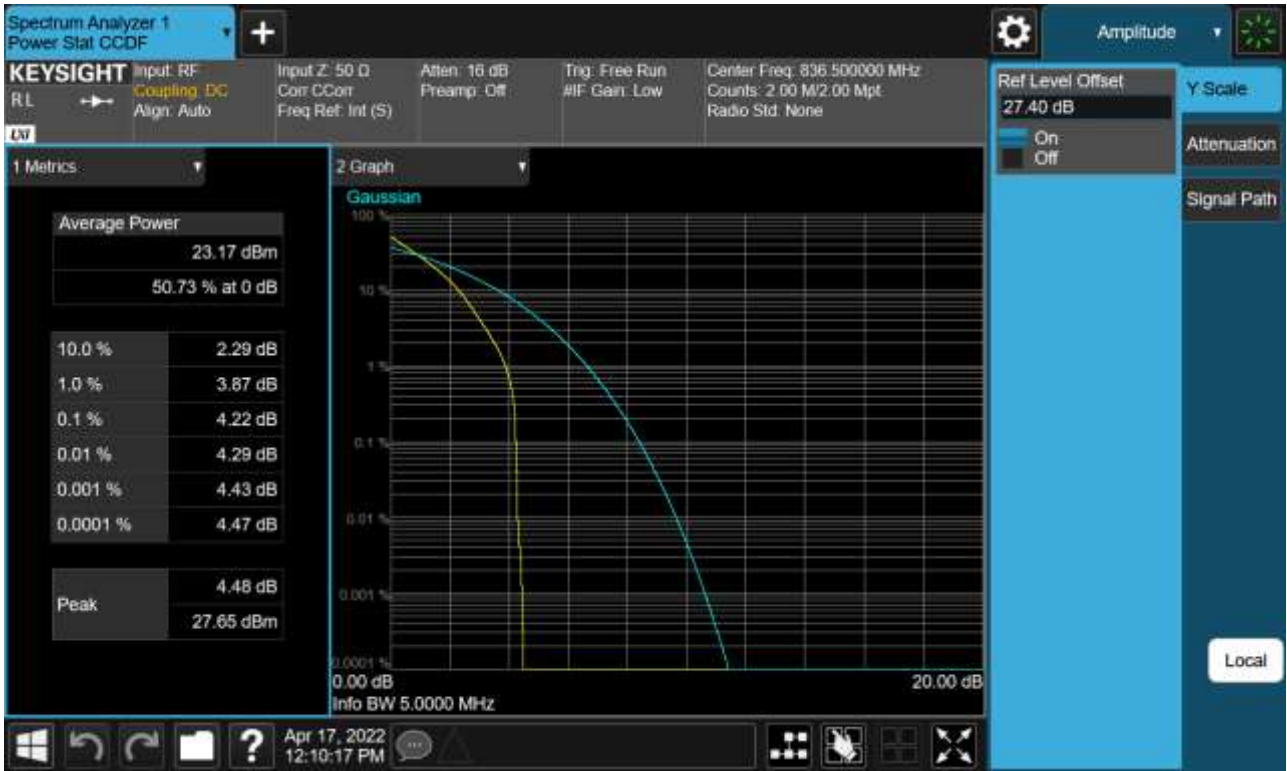 Spectrum Analyzer 1
Power Stat CCDF
+
Amplitude
KEYSIGHT
RL
LXI
Input: RF
Coupling: DC
Align: Auto
Input Z: 50 Ω
Corr CCorr
Freq Ref: Int (S)
Atten: 16 dB
Preamp: Off
Trig: Free Run
#IF Gain: Low
Center Freq: 836.500000 MHz
Counts: 2.00 M/2.00 Mpt
Radio Std: None
Ref Level Offset
27.40 dB
On
Off
Y Scale
Attenuation
Signal Path
1 Metrics
Average Power
23.17 dBm
50.73 % at 0 dB
10.0 % 2.29 dB
1.0 % 3.87 dB
0.1 % 4.22 dB
0.01 % 4.29 dB
0.001 % 4.43 dB
0.0001 % 4.47 dB
Peak
4.48 dB
27.65 dBm
2 Graph
Gaussian
100 %
10 %
1 %
0.1 %
0.01 %
0.001 %
0.0001 %
0.00 dB 20.00 dB
Info BW 5.0000 MHz
Local
?
Apr 17, 2022
12:10:17 PM